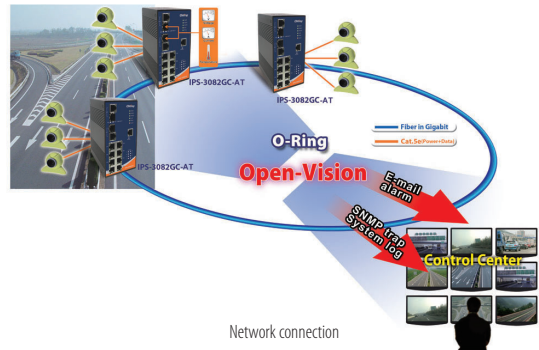 IPS-3082GC-AT
IPS-3082GC-AT
IPS-3082GC-AT
Fiber in Gigabit
Cat.5e(Power+Data)
O-Ring
Open-Vision
E-mail
alarm
SNMP trap
System log
Control Center
Network connection